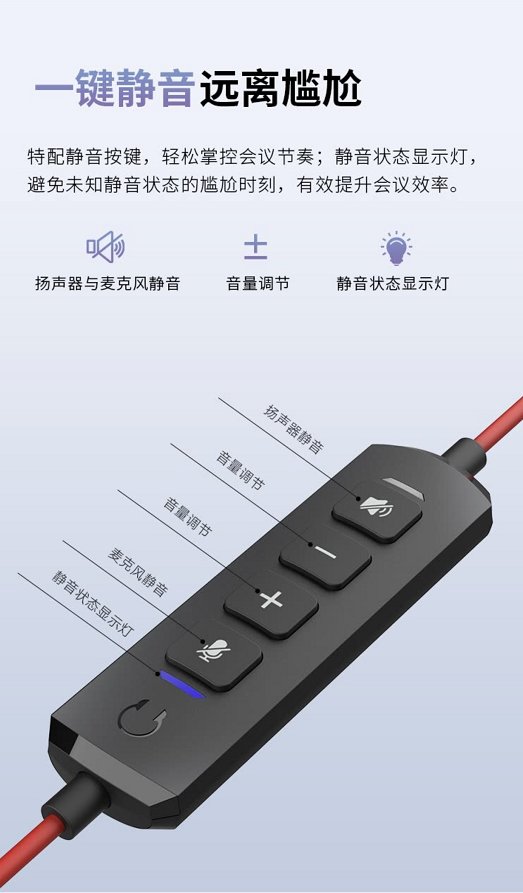 一键静音远离尴尬
特配静音按键，轻松掌控会议节奏；静音状态显示灯，
避免未知静音状态的尴尬时刻，有效提升会议效率。
扬声器与麦克风静音
音量调节
静音状态显示灯
扬声器静音
音量调节
音量调节
麦克风静音
静音状态显示灯